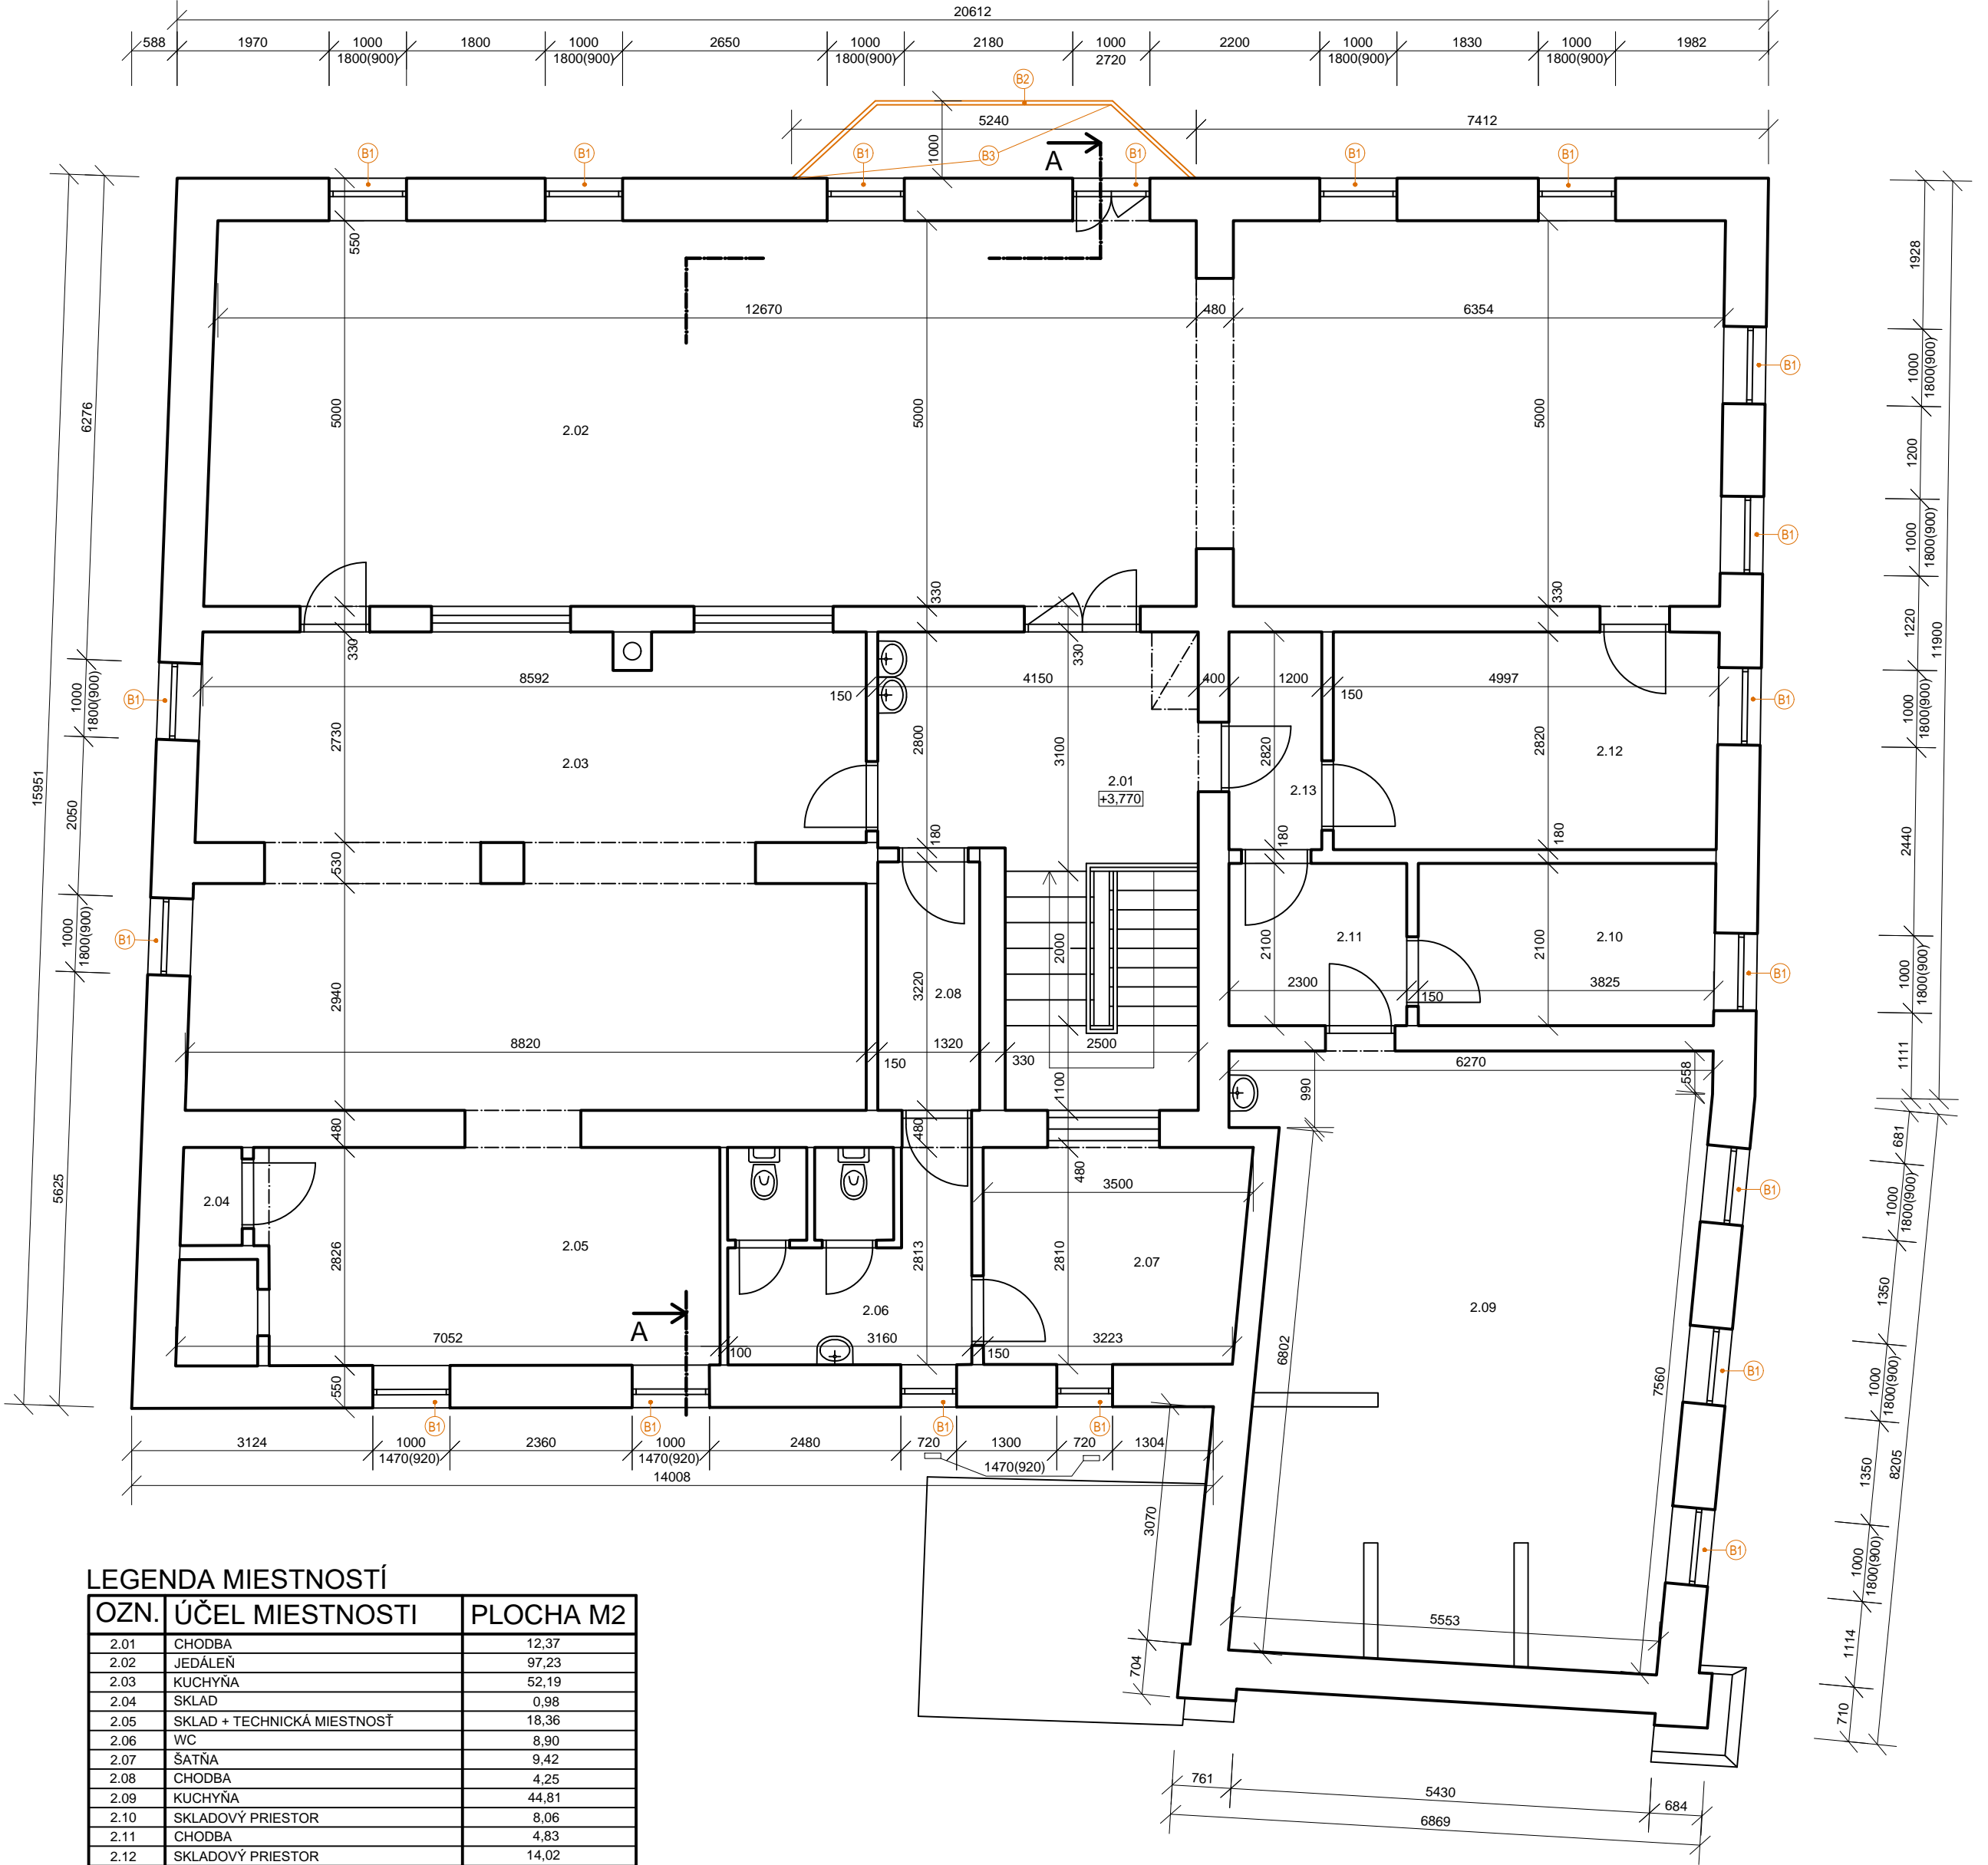 20612
588 1970 1000 1800 1000 2650 1000 2180 1000 2200 1000 1830 1000 1982
1800(900) 1800(900) 1800(900) 2720 1800(900) 1800(900)
B2
5240 7412
1000
B3
A
B1 B1 B1 B1 B1 B1
550
1928
12670 480 6354
1000
1800(900)
B1
6276
5000 5000 5000
2.02
1200
1000
1800(900)
B1
330 330
1220
11900
15951
330 330
8592 150 4150 400 1200 150 4997
B1
1000
1800(900)
B1
1000
1800(900)
2730 2800 3100 2820 2820
2.03
2.01
+3,770
2.13
2.12
2050
180 180 180
530
2440
1000
1800(900)
B1
2940 3220 2000 2100 2100
2.08
2.11
2.10
B1
1000
1800(900)
2300 150 3825
8820 150 1320 330 2500
1100
6270
990
558
1111
480 480 480
681
5625
2.04
3500
B1
1000
1800(900)
2.05
2826 2813 2810
2.07
2.06
2.09
1350
A
7052 100 3160 150 3223
6802
7560
B1
1000
1800(900)
550
B1 B1 B1 B1
8205
3124 1000 2360 1000 2480 720 1300 720 1304
1470(920) 1470(920) 1470(920)
14008
1350
3070
B1
1000
1800(900)
5553
1114
704
710
761 5430 684
6869
LEGENDA MIESTNOSTÍ
OZN. ÚČEL MIESTNOSTI PLOCHA M2
2.01 CHODBA 12,37
2.02 JEDÁLEŇ 97,23
2.03 KUCHYŇA 52,19
2.04 SKLAD 0,98
2.05 SKLAD + TECHNICKÁ MIESTNOSŤ 18,36
2.06 WC 8,90
2.07 ŠATŇA 9,42
2.08 CHODBA 4,25
2.09 KUCHYŇA 44,81
2.10 SKLADOVÝ PRIESTOR 8,06
2.11 CHODBA 4,83
2.12 SKLADOVÝ PRIESTOR 14,02